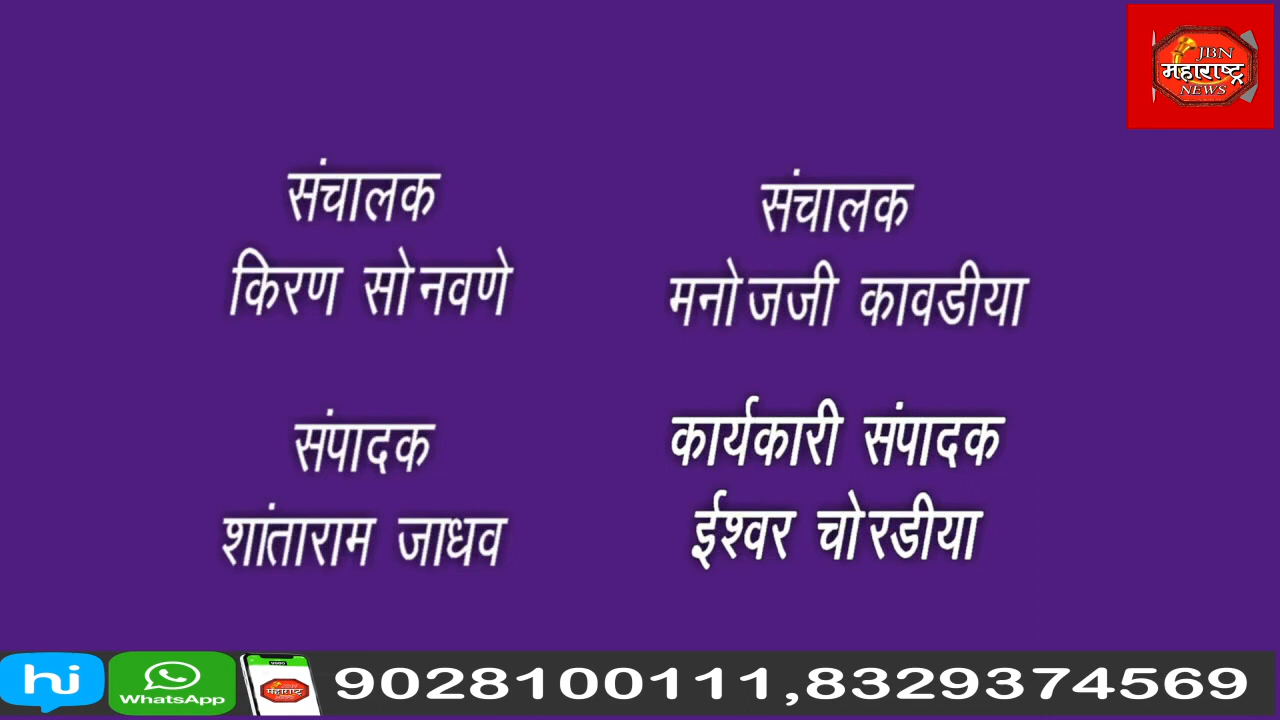 JBN
महाराष्ट्र
NEWS
संचालक
किरण सोनवणे
संचालक
मनोजजी कावडीया
संपादक
शांताराम जाधव
कार्यकारी संपादक
ईश्वर चोरडीया
hi
WhatsApp
महाराष्ट्र
9028100111,8329374569